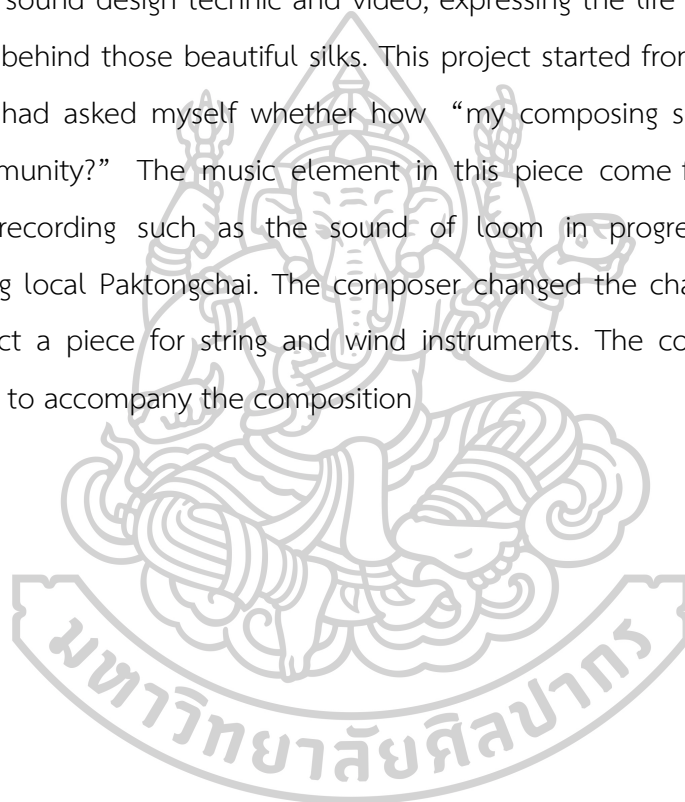 sound design technic and video, expressing the life
behind those beautiful silks. This project started from
had asked myself whether how “my composing s
munity?” The music element in this piece come f
recording such as the sound of loom in progre
g local Paktongchai. The composer changed the cha
ct a piece for string and wind instruments. The co
to accompany the composition
มหาวิทยาลัยศิลปากร